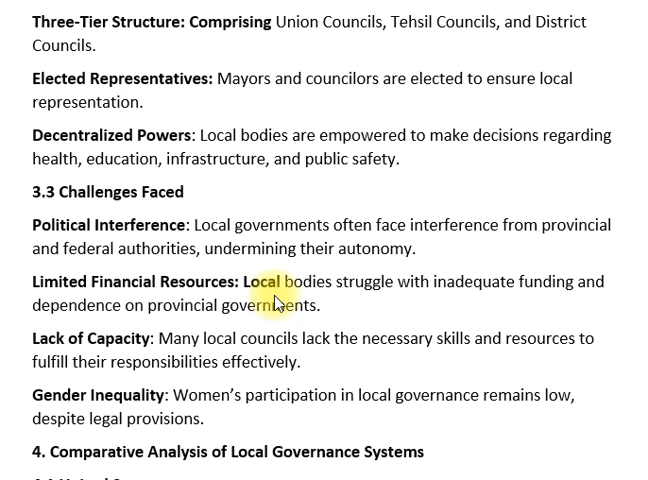 Three-Tier Structure: Comprising Union Councils, Tehsil Councils, and District
Councils.
Elected Representatives: Mayors and councilors are elected to ensure local
representation.
Decentralized Powers: Local bodies are empowered to make decisions regarding
health, education, infrastructure, and public safety.
3.3 Challenges Faced
Political Interference: Local governments often face interference from provincial
and federal authorities, undermining their autonomy.
Limited Financial Resources: Local bodies struggle with inadequate funding and
dependence on provincial governments.
Lack of Capacity: Many local councils lack the necessary skills and resources to
fulfill their responsibilities effectively.
Gender Inequality: Women’s participation in local governance remains low,
despite legal provisions.
4. Comparative Analysis of Local Governance Systems